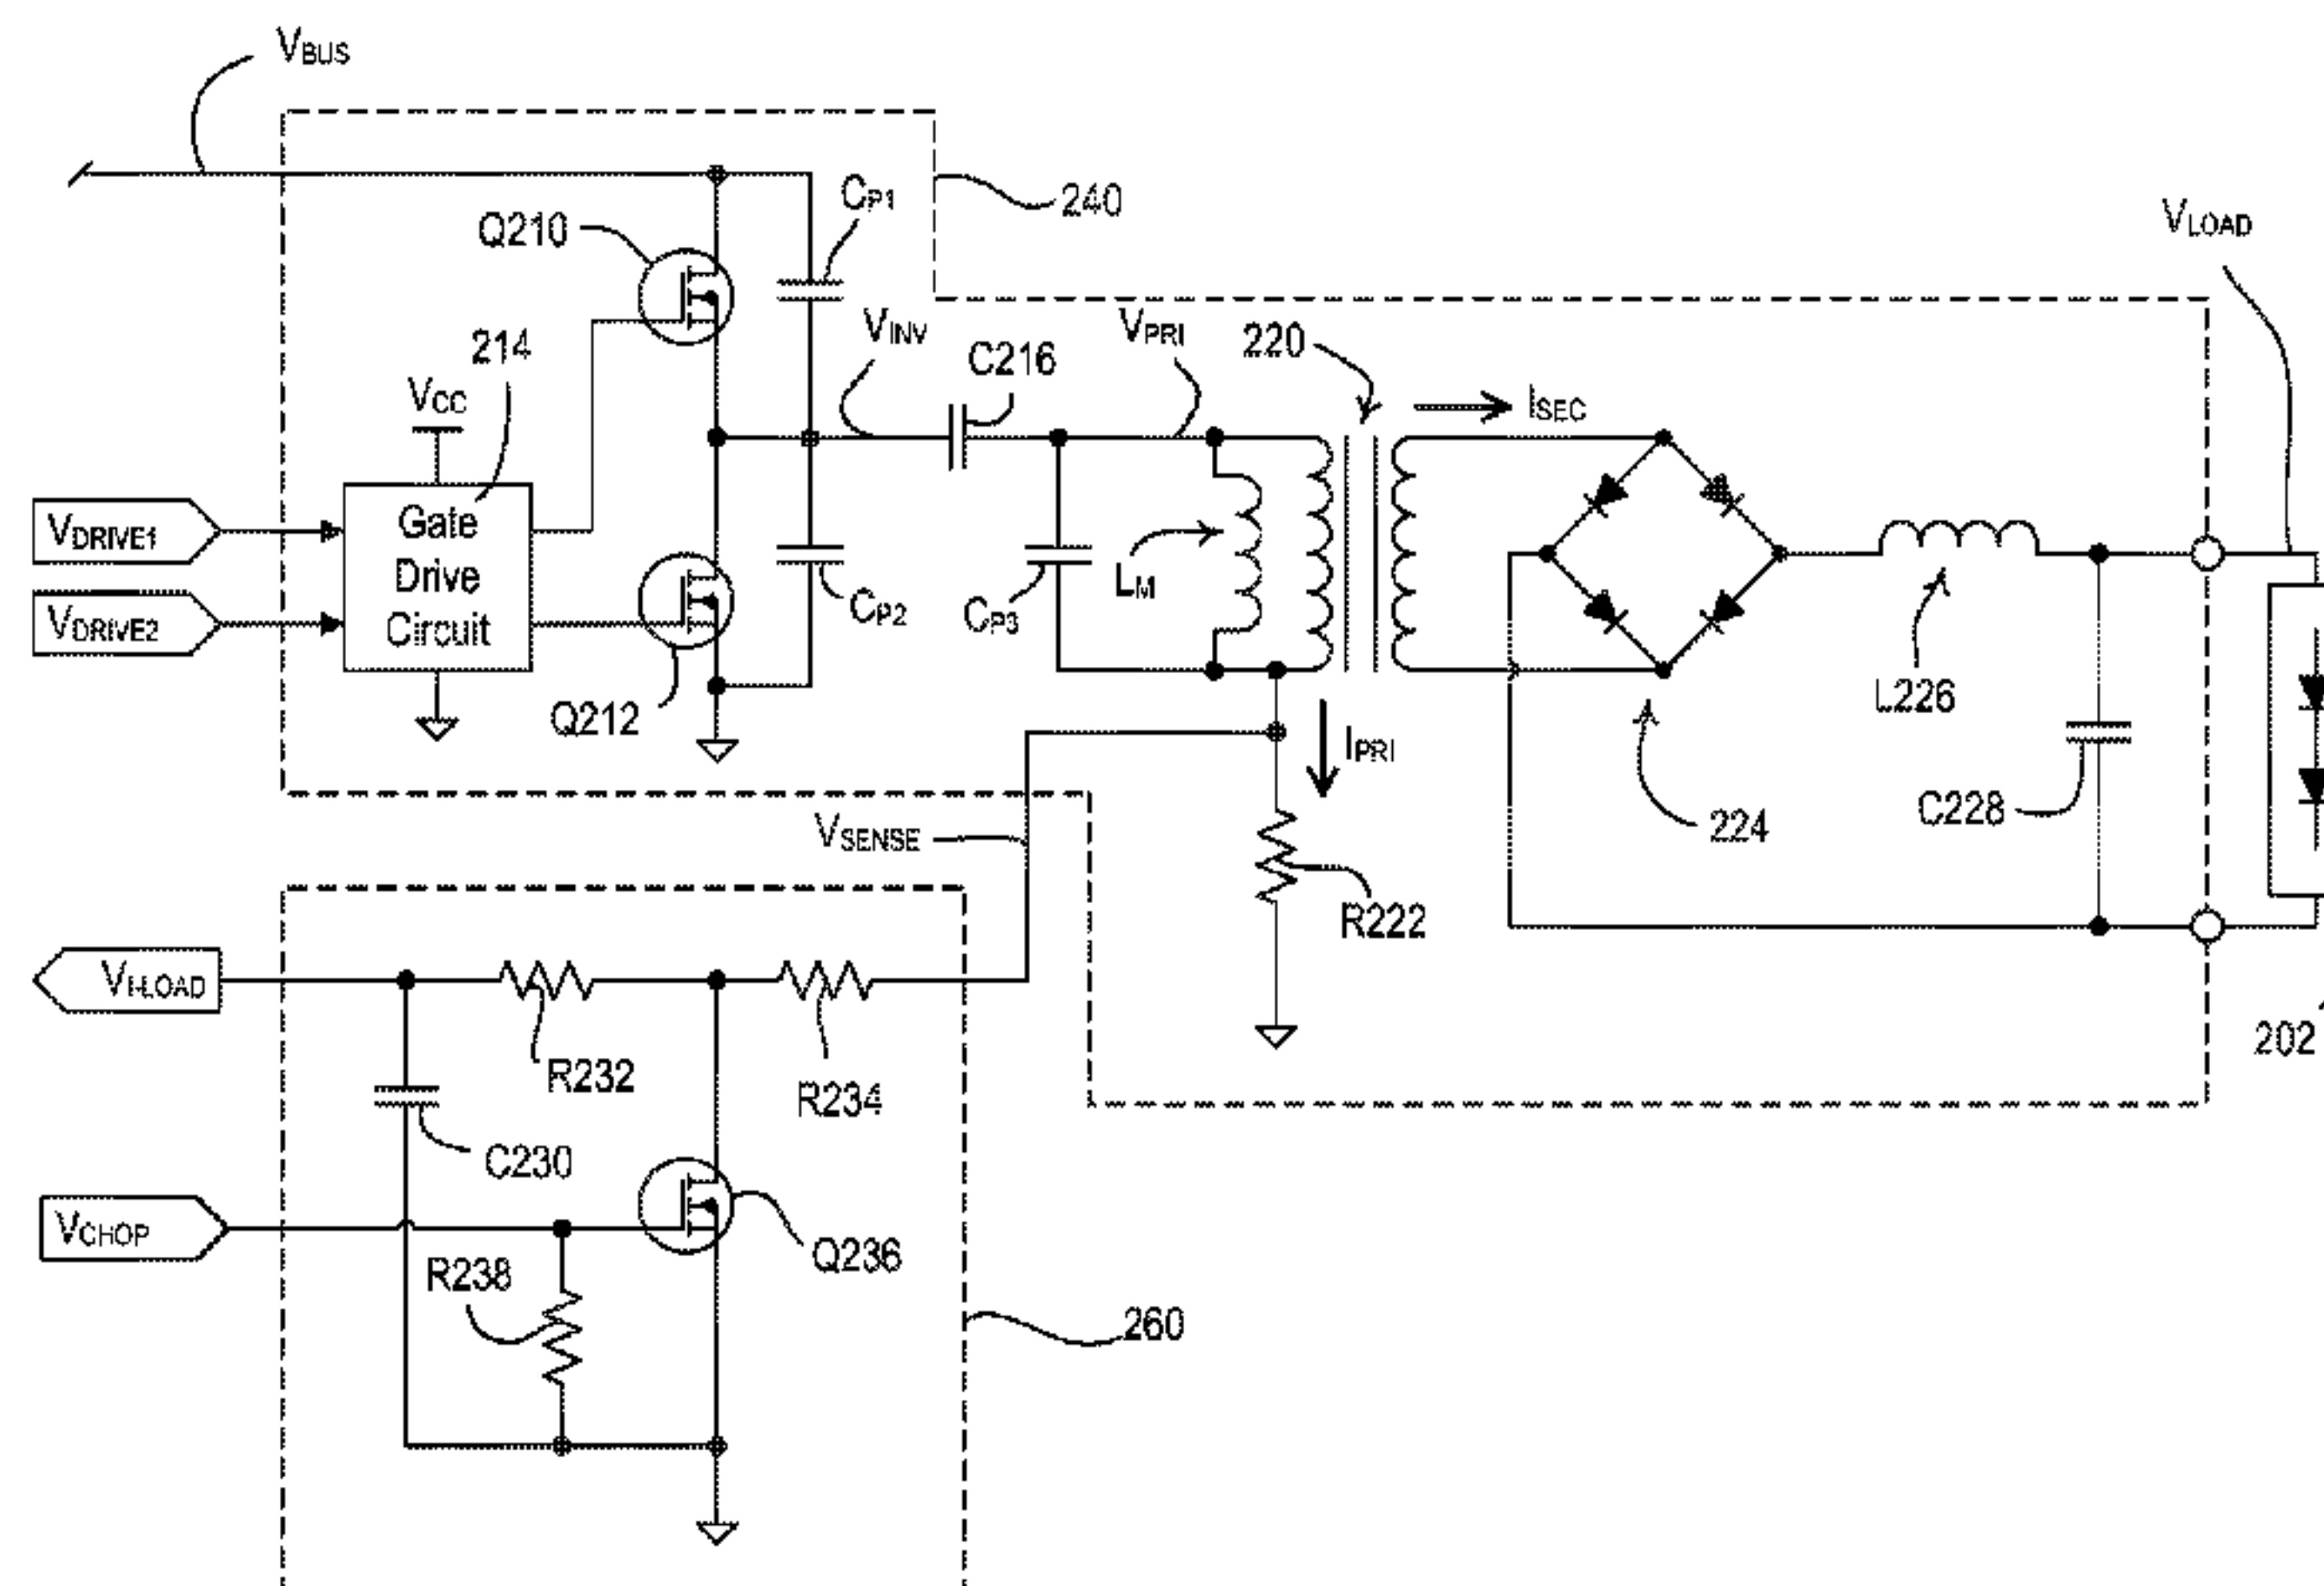 VBUS
CP1
240
Q210
VLOAD
VINV
VPRI
220
214
C216
VCC
ISEC
VDRIVE1
Gate
Drive
Circuit
VDRIVE2
LM
CP2
CP3
Q212
L226
IPRI
C228
224
VSENSE
R222
VI-LOAD
R232
R234
202
C230
VCHOP
Q236
R238
260